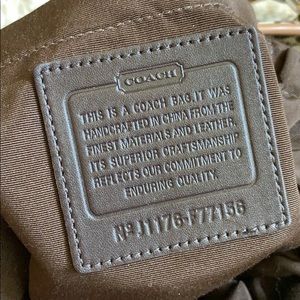 COACH
THIS IS A COACH BAG. IT WAS
HANDCRAFTED IN CHINA FROM THE
FINEST MATERIALS AND LEATHER.
ITS SUPERIOR CRAFTSMANSHIP
REFLECTS OUR COMMITMENT TO
ENDURING QUALITY.
Nº J1176-F77156